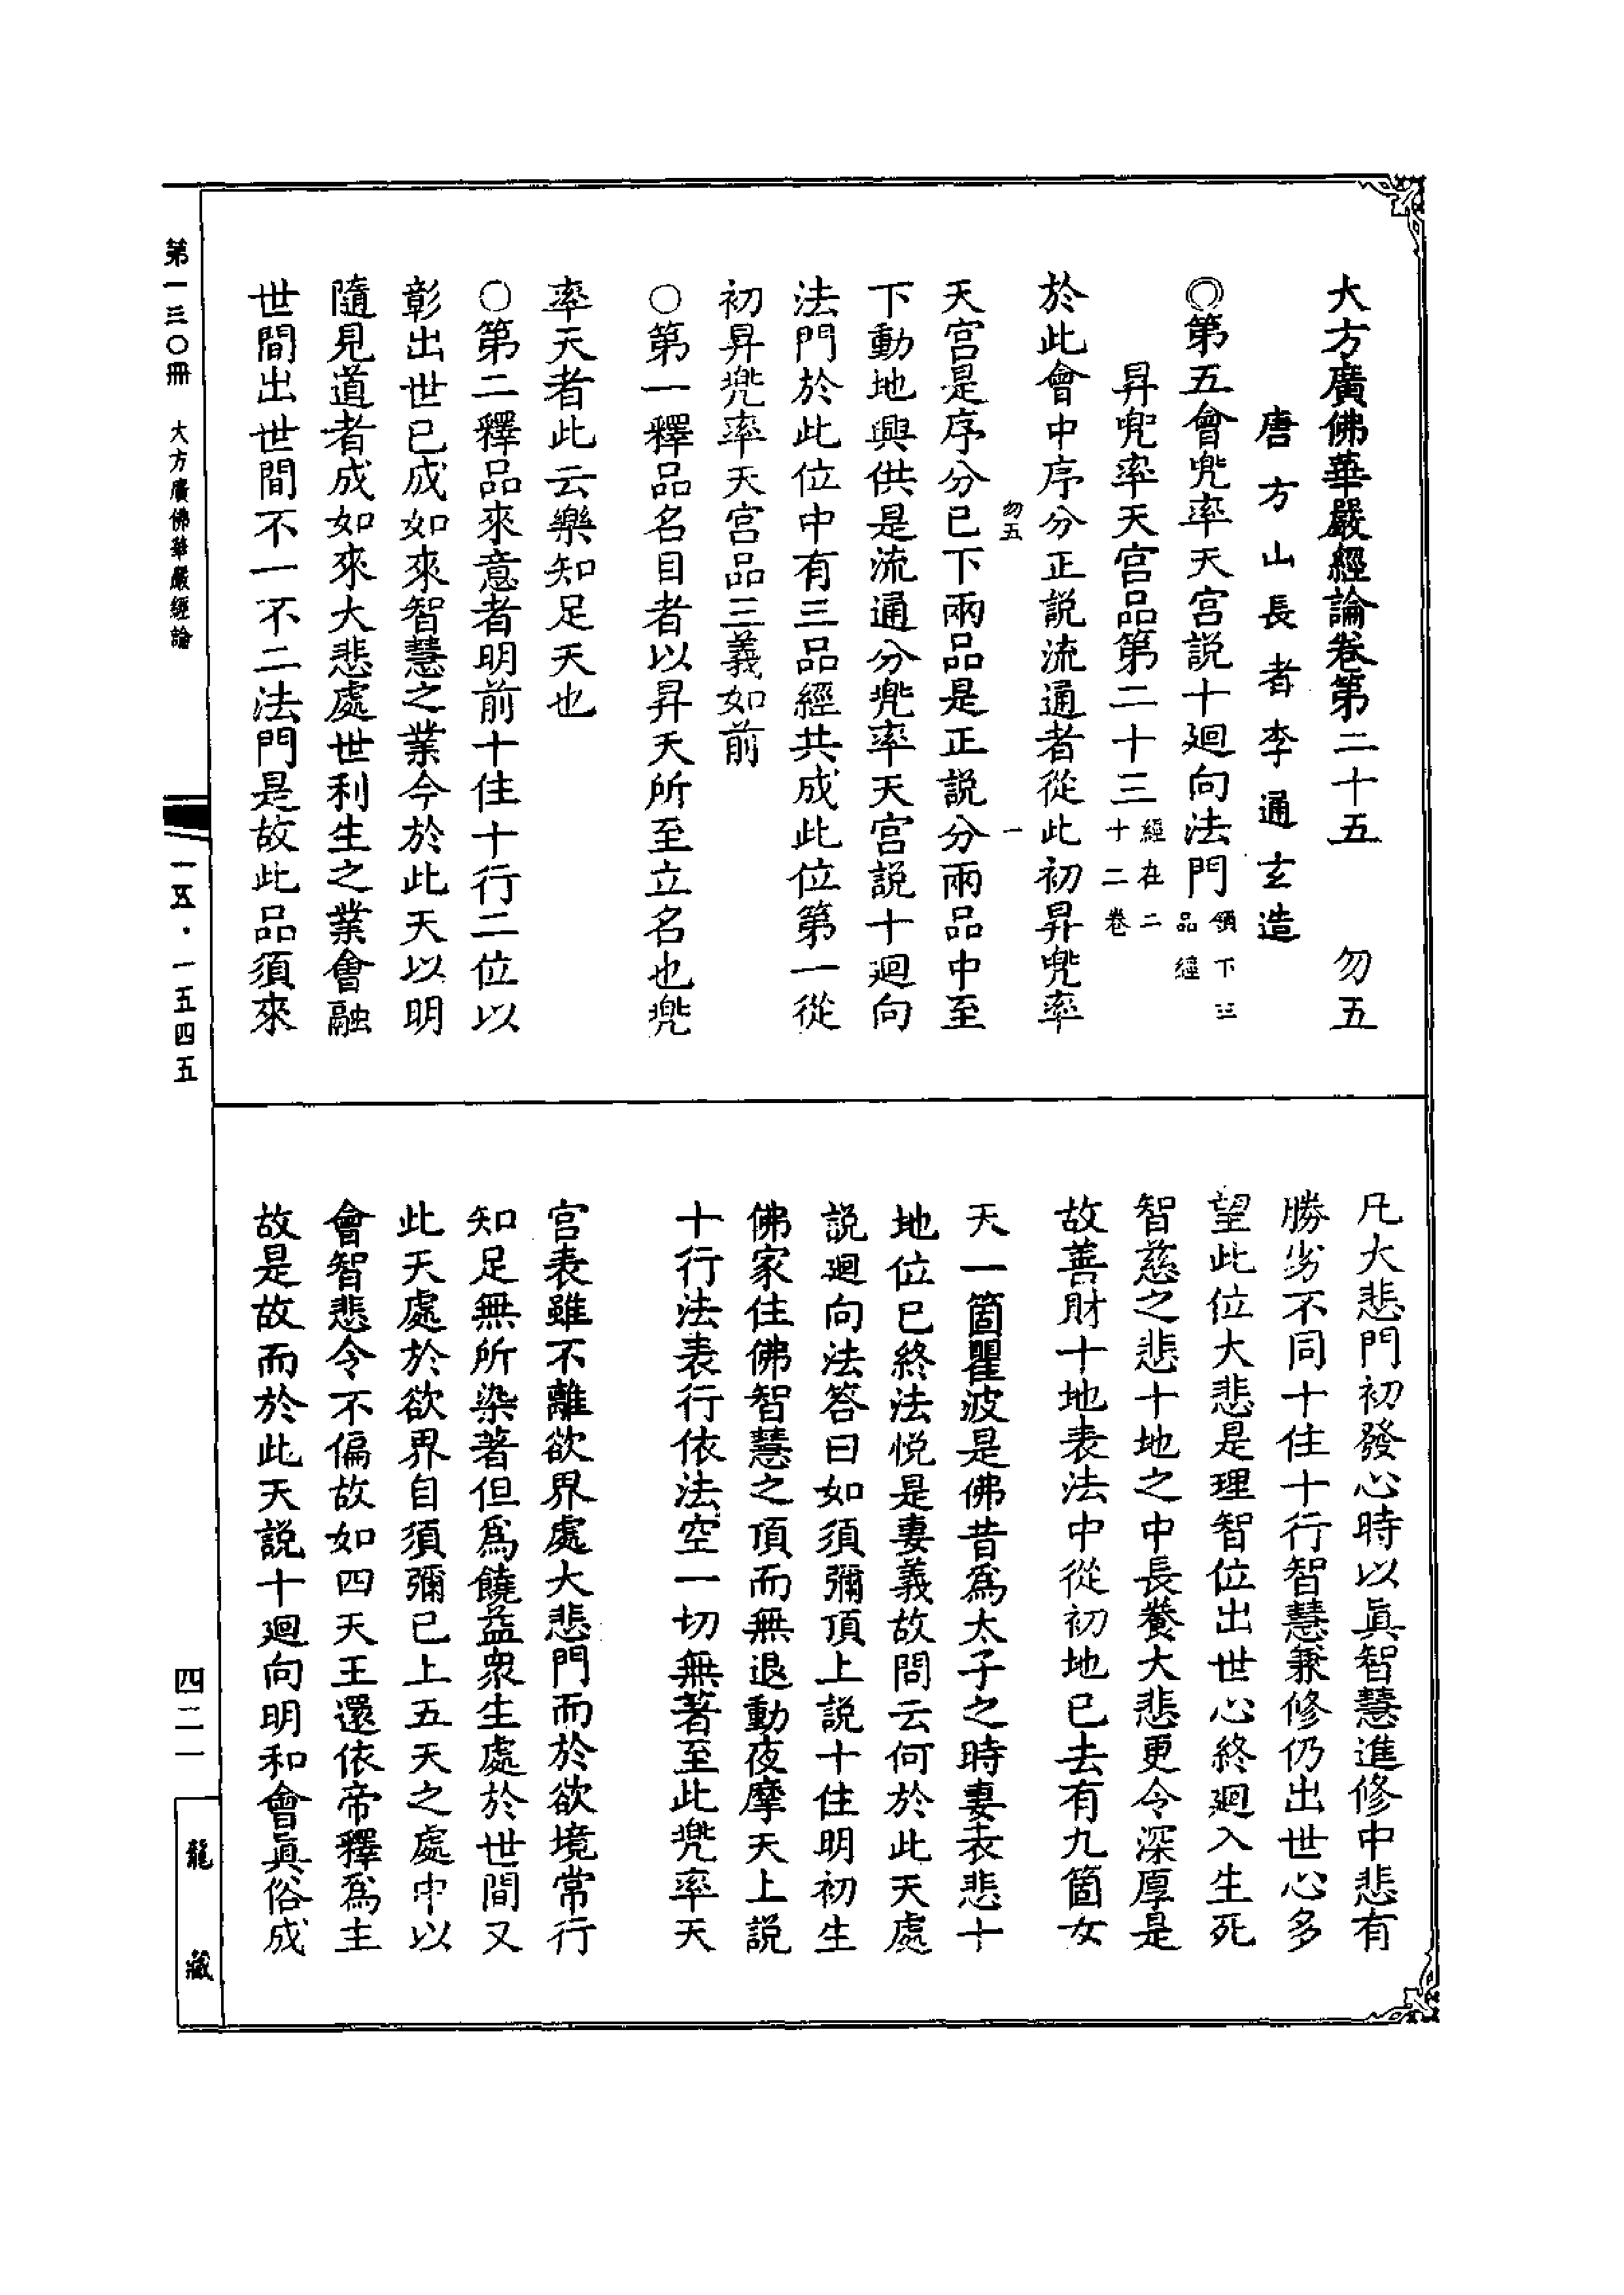 大方廣佛華嚴經論卷第二十五　勿五
唐方山長者李通玄造
◎第五會兜率天宮説十迴向法門領下三品經
昇兜率天宮品第二十三經在二十二卷
於此會中序分正説流通者從此初昇兜率
勿五　一
天宮是序分已下兩品是正説分兩品中至
下動地興供是流通分兜率天宮説十迴向
法門於此位中有三品經共成此位第一從
初昇兜率天宮品三義如前
○第一釋品名目者以昇天所至立名也兜
率天者此云樂知足天也
○第二釋品來意者明前十住十行二位以
彰出世已成如來智慧之業今於此天以明
隨見道者成如來大悲處世利生之業會融
世間出世間不一不二法門是故此品須來
凡大悲門初發心時以眞智慧進修中悲有
勝劣不同十住十行智慧兼修仍出世心多
望此位大悲是理智位出世心終迴入生死
智慈之悲十地之中長養大悲更令深厚是
故善財十地表法中從初地已去有九箇女
天一箇瞿波是佛昔爲太子之時妻表悲十
地位已終法悅是妻義故問云何於此天處
説迴向法答曰如須彌頂上説十住明初生
佛家住佛智慧之頂而無退動夜摩天上説
十行法表行依法空一切無著至此兜率天
宮表雖不離欲界處大悲門而於欲境常行
知足無所染著但爲饒益衆生處於世間又
此天處於欲界自須彌已上五天之處中以
會智悲令不偏故如四天王還依帝釋爲主
故是故而於此天説十迴向明和會眞俗成
第一三〇冊　大方廣佛華嚴經論
一五·一五四五
四二一
龍藏